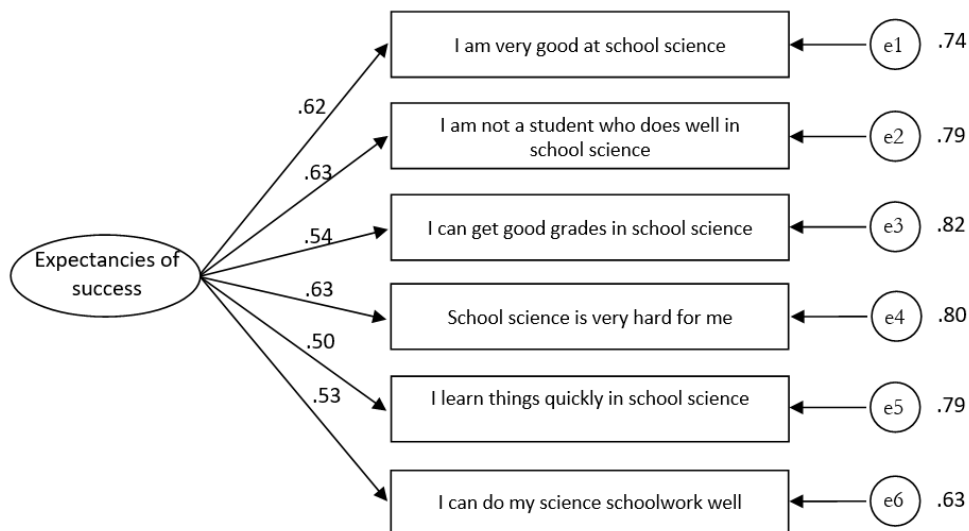 I am very good at school science
e1
.74
.62
I am not a student who does well in
school science
e2
.79
.63
I can get good grades in school science
e3
.82
.54
Expectancies of
success
School science is very hard for me
e4
.80
.63
I learn things quickly in school science
e5
.79
.50
I can do my science schoolwork well
e6
.63
.53